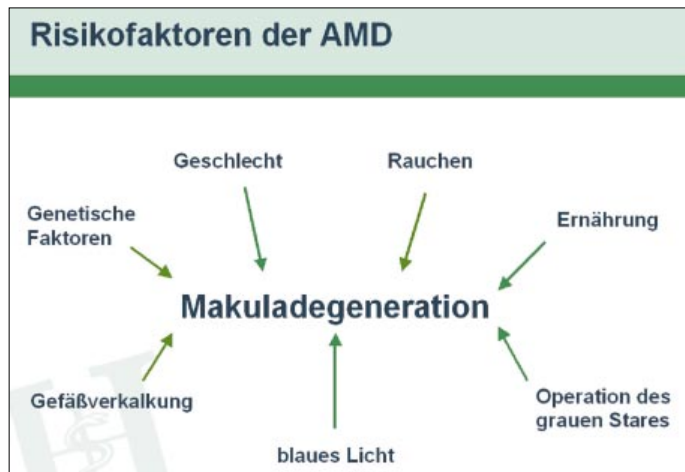 Risikofaktoren der AMD
Geschlecht
Rauchen
Genetische
Faktoren
Ernährung
Makuladegeneration
Gefäßverkalkung
Operation des
grauen Stares
blaues Licht